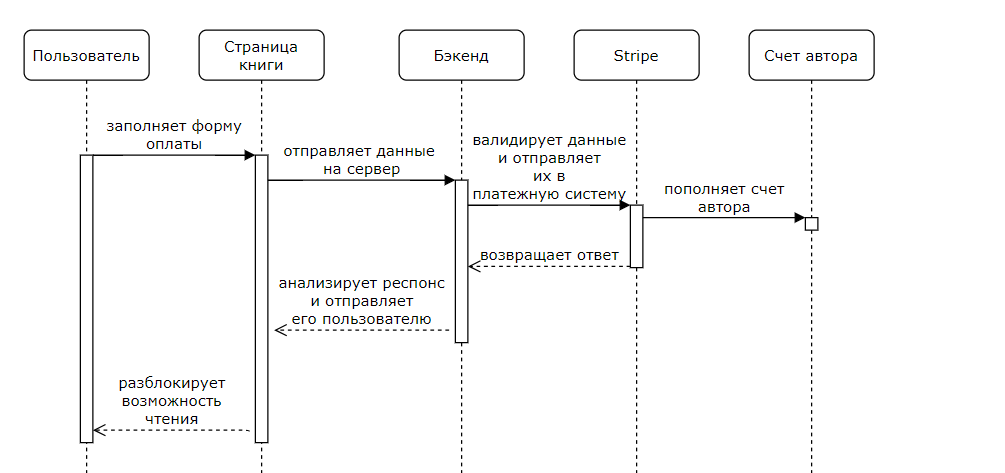 Пользователь
Страница
книги
Бэкенд
Stripe
Счет автора
заполняет форму
оплаты
отправляет данные
на сервер
валидирует данные
и отправляет
их в
платежную систему
пополняет счет
автора
возвращает ответ
анализирует респонс
и отправляет
его пользователю
разблокирует
возможность
чтения